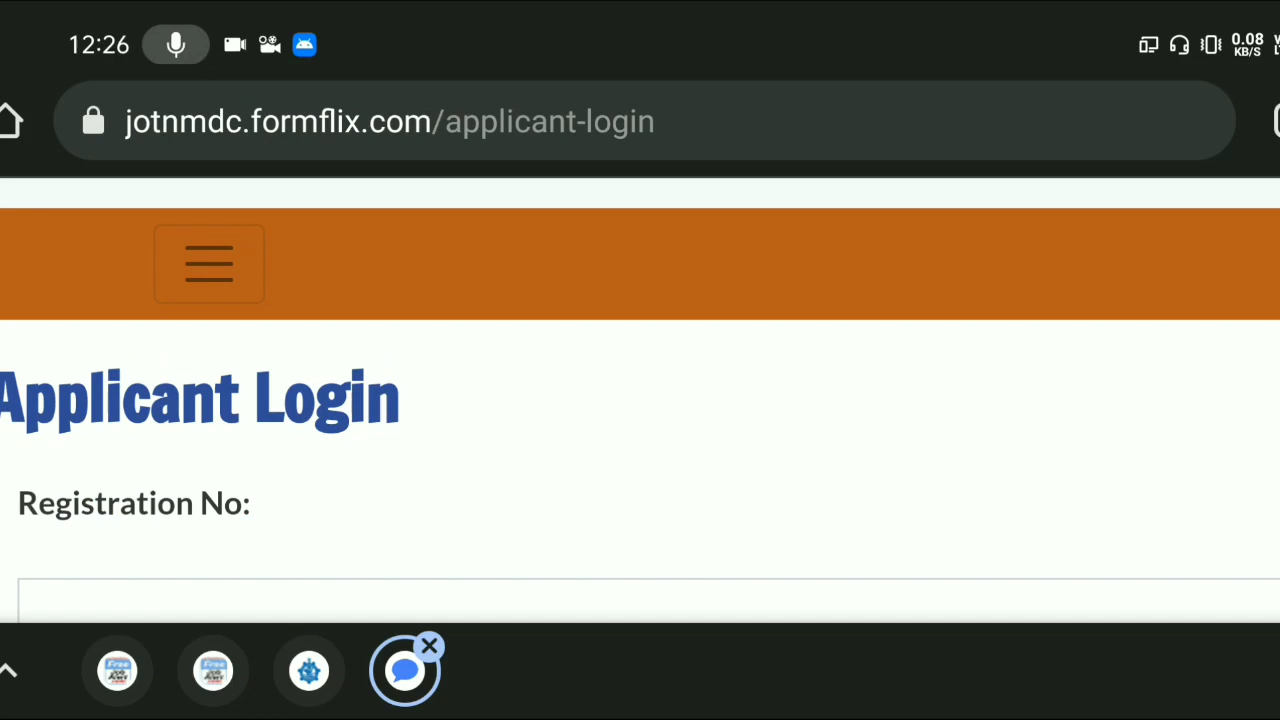 12:26
0.08
KB/S
jotnmdc.formflix.com/applicant-login
Applicant Login
Registration No: